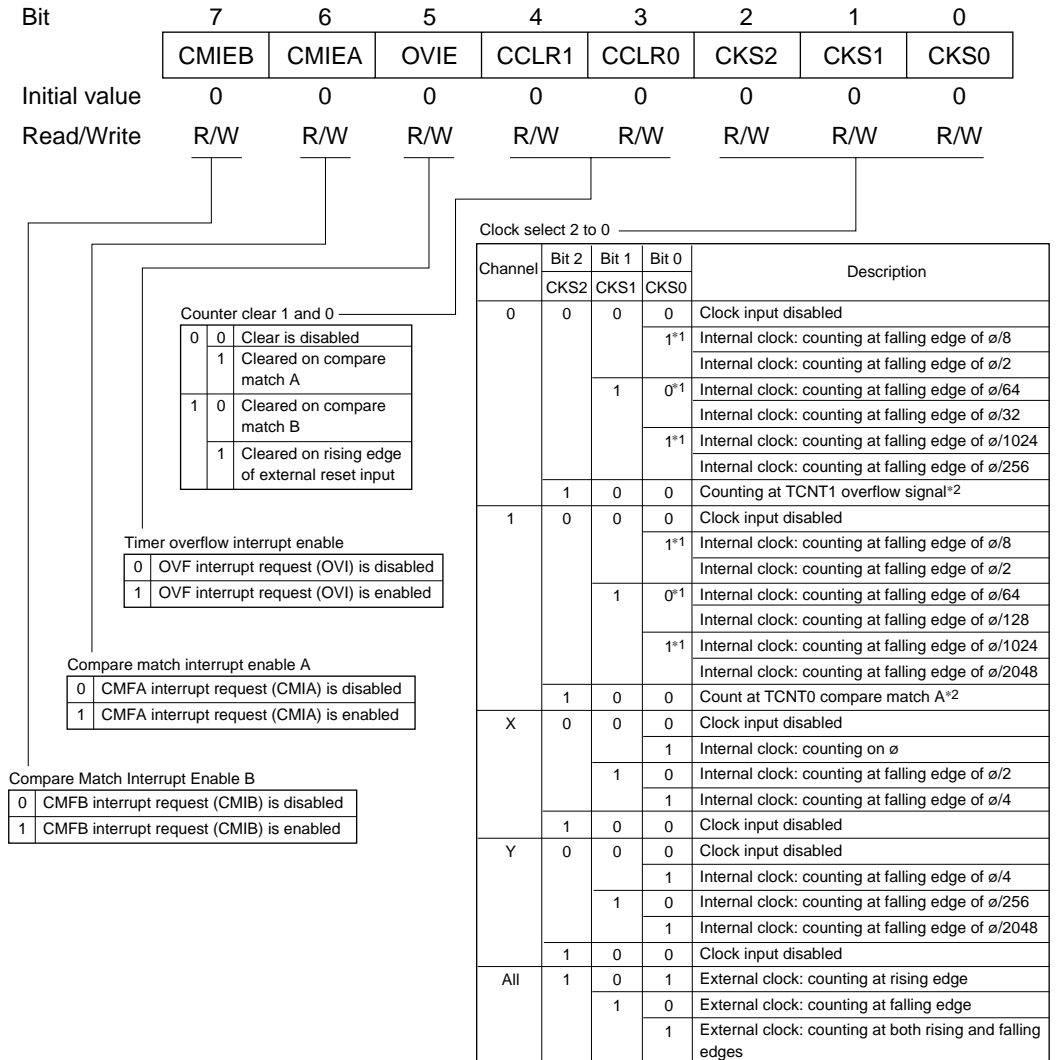 Bit 7 6 5 4 3 2 1 0
CMIEB CMIEA OVIE CCLR1 CCLR0 CKS2 CKS1 CKS0
Initial value 0 0 0 0 0 0 0 0
Read/Write R/W R/W R/W R/W R/W R/W R/W R/W
Clock select 2 to 0
Channel Bit 2 Bit 1 Bit 0 Description
CKS2 CKS1 CKS0
0 0 0 0 Clock input disabled
1*1 Internal clock: counting at falling edge of ø/8
Internal clock: counting at falling edge of ø/2
1 0*1 Internal clock: counting at falling edge of ø/64
Internal clock: counting at falling edge of ø/32
1*1 Internal clock: counting at falling edge of ø/1024
Internal clock: counting at falling edge of ø/256
1 0 0 Counting at TCNT1 overflow signal*2
1 0 0 0 Clock input disabled
1*1 Internal clock: counting at falling edge of ø/8
Internal clock: counting at falling edge of ø/2
1 0*1 Internal clock: counting at falling edge of ø/64
Internal clock: counting at falling edge of ø/128
1*1 Internal clock: counting at falling edge of ø/1024
Internal clock: counting at falling edge of ø/2048
1 0 0 Count at TCNT0 compare match A*2
X 0 0 0 Clock input disabled
1 Internal clock: counting on ø
1 0 Internal clock: counting at falling edge of ø/2
1 Internal clock: counting at falling edge of ø/4
1 0 0 Clock input disabled
Y 0 0 0 Clock input disabled
1 Internal clock: counting at falling edge of ø/4
1 0 Internal clock: counting at falling edge of ø/256
1 Internal clock: counting at falling edge of ø/2048
1 0 0 Clock input disabled
All 1 0 1 External clock: counting at rising edge
1 0 External clock: counting at falling edge
1 External clock: counting at both rising and falling
edges
Counter clear 1 and 0
0 0 Clear is disabled
1 Cleared on compare
match A
1 0 Cleared on compare
match B
1 Cleared on rising edge
of external reset input
Timer overflow interrupt enable
0 OVF interrupt request (OVI) is disabled
1 OVF interrupt request (OVI) is enabled
Compare match interrupt enable A
0 CMFA interrupt request (CMIA) is disabled
1 CMFA interrupt request (CMIA) is enabled
Compare Match Interrupt Enable B
0 CMFB interrupt request (CMIB) is disabled
1 CMFB interrupt request (CMIB) is enabled